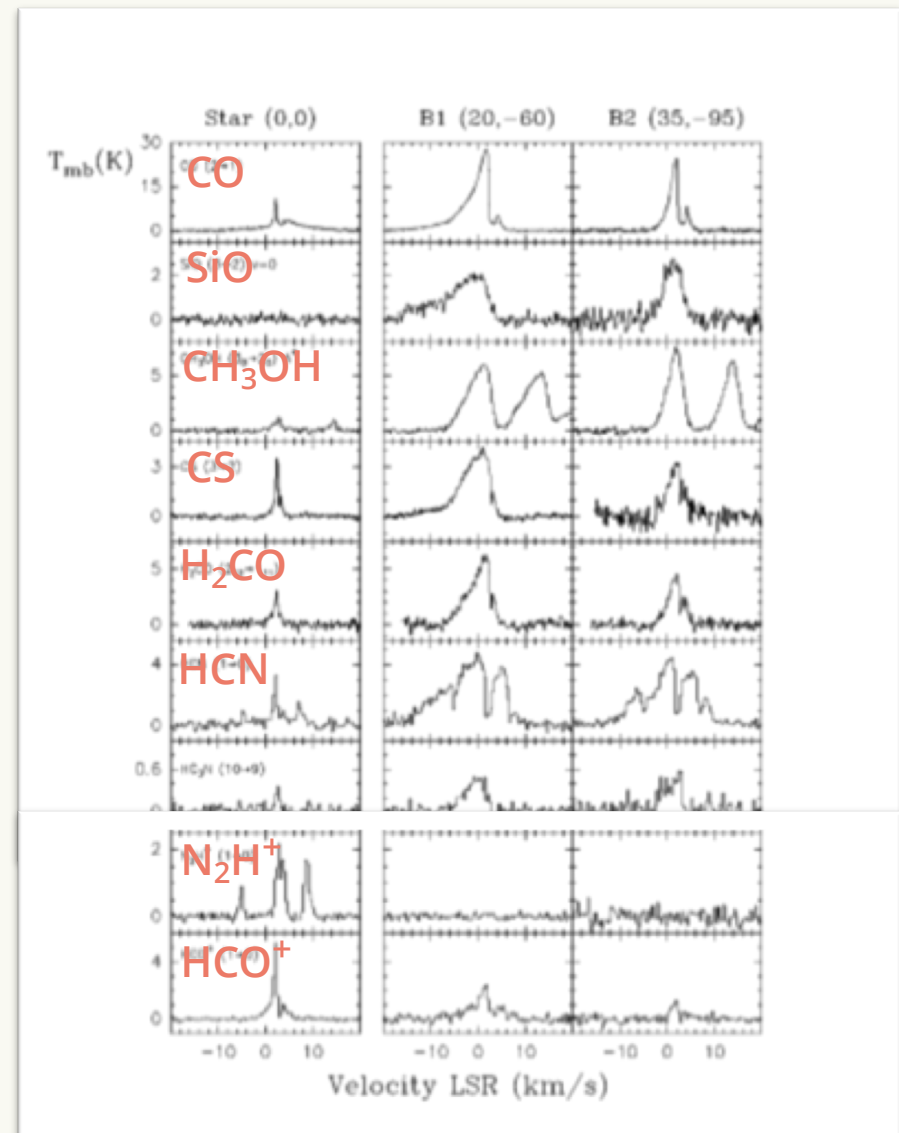 Star (0,0) B1 (20,−60) B2 (35,−95)
T_mb(K)
30
15
0
CO
2
0
SiO
5
0
CH₃OH
3
0
CS
5
0
H₂CO
4
0
HCN
0.6
HC₃N (10→9)
2
0
N₂H⁺
4
0
HCO⁺
−10 0 10 −10 0 10 −10 0 10
Velocity LSR (km/s)